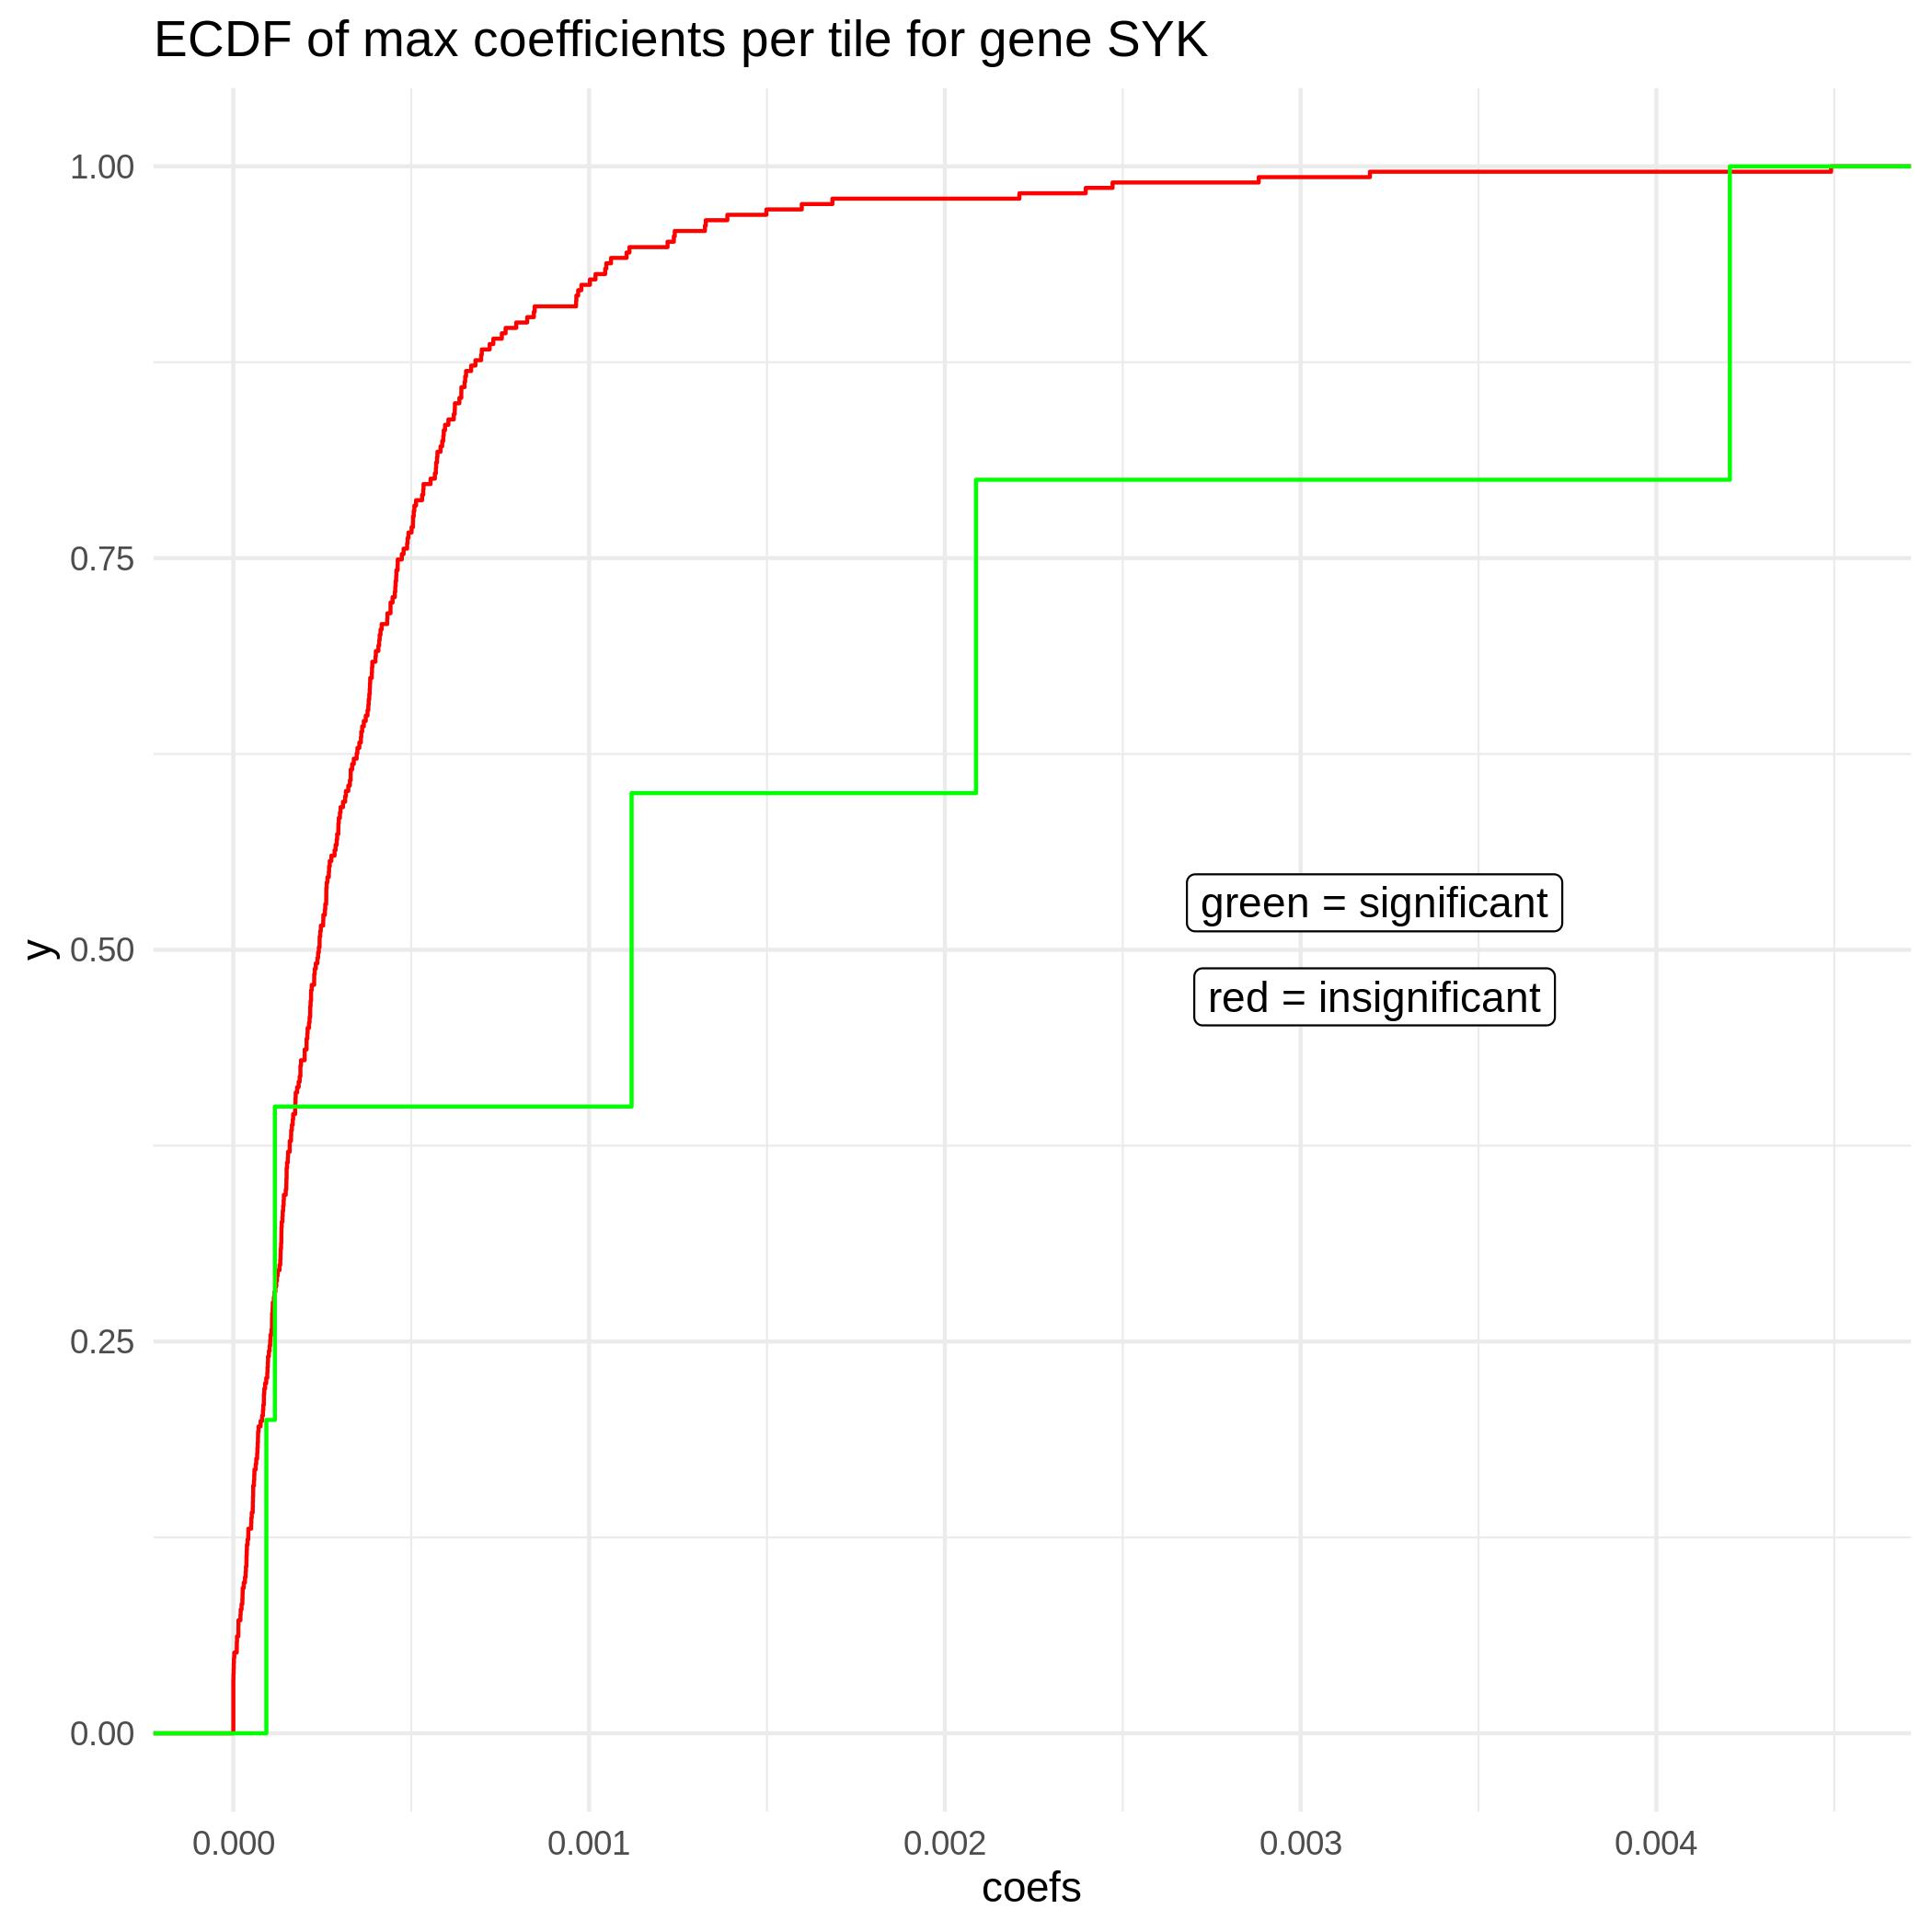 ECDF of max coefficients per tile for gene SYK
1.00
0.75
0.50
0.25
0.00
y
green = significant
red = insignificant
0.000 0.001 0.002 0.003 0.004
coefs